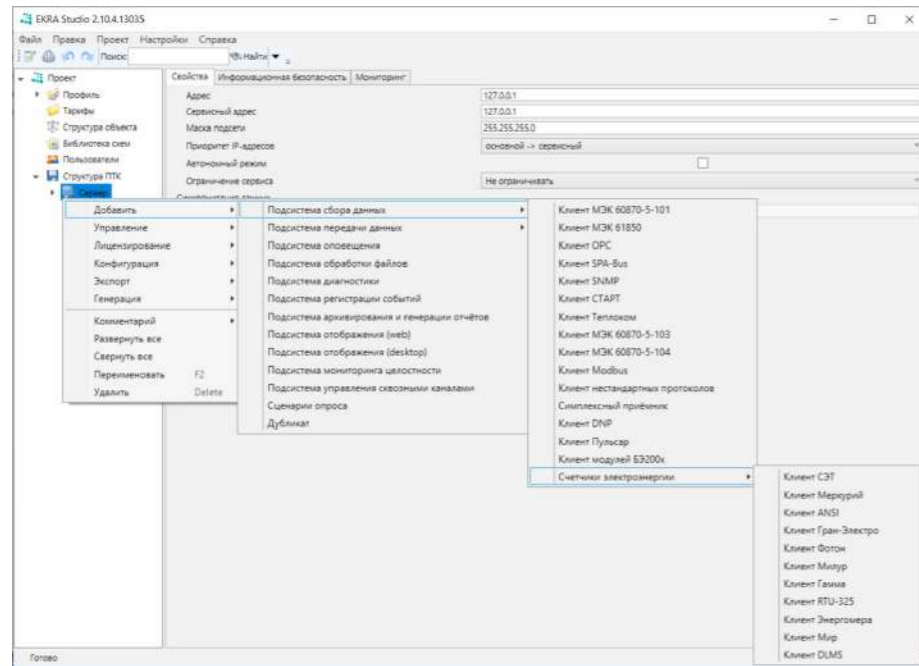 EKRA Studio 2.10.4.13035
Файл Правка Проект Настройки Справка
Поиск: Найти
Проект
Профиль
Тарифы
Структура объекта
Библиотека схем
Пользователи
Структура ПТК
Сервер
Свойства Информационная безопасность Мониторинг
Адрес 127.0.0.1
Сервисный адрес 127.0.0.1
Маска подсети 255.255.255.0
Приоритет IP-адресов основной -> сервисный
Автономный режим
Ограничение сервиса Не ограничивать
Добавить
Управление
Лицензирование
Конфигурация
Экспорт
Генерация
Комментарий
Развернуть все
Свернуть все
Переименовать F2
Удалить Delete
Подсистема сбора данных
Подсистема передачи данных
Подсистема оповещения
Подсистема обработки файлов
Подсистема диагностики
Подсистема регистрации событий
Подсистема архивирования и генерации отчётов
Подсистема отображения (web)
Подсистема отображения (desktop)
Подсистема мониторинга целостности
Подсистема управления сквозными каналами
Сценарии опроса
Дубликат
Клиент МЭК 60870-5-101
Клиент МЭК 61850
Клиент OPC
Клиент SPA-Bus
Клиент SNMP
Клиент СТАРТ
Клиент Теплоком
Клиент МЭК 60870-5-103
Клиент МЭК 60870-5-104
Клиент Modbus
Клиент нестандартных протоколов
Симплексный приёмник
Клиент DNP
Клиент Пульсар
Клиент модулей БЭ200х
Счетчики электроэнергии
Клиент СЭТ
Клиент Меркурий
Клиент ANSI
Клиент Гран-Электро
Клиент Фотон
Клиент Милур
Клиент Гамма
Клиент RTU-325
Клиент Энергомера
Клиент Мир
Клиент DLMS
Готово